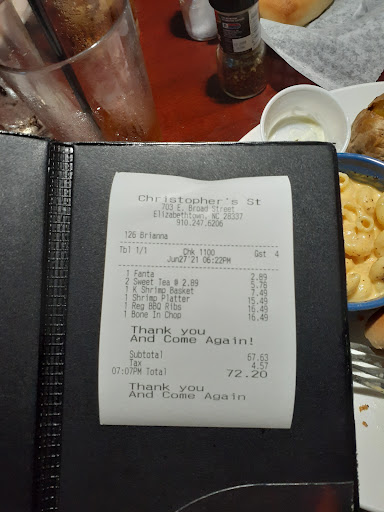 Christopher's St
703 E. Broad Street
Elizabethtown, NC 28337
910.247.6206
126 Brianna
Tbl 1/1 Chk 1100 Gst 4
Jun27'21 06:22PM
1 Fanta 2.89
2 Sweet Tea @ 2.89 5.78
1 K Shrimp Basket 7.49
1 Shrimp Platter 15.49
1 Reg BBQ Ribs 16.49
1 Bone In Chop 16.49
Thank you
And Come Again!
Subtotal 67.63
Tax 4.57
07:07PM Total 72.20
Thank you
And Come Again